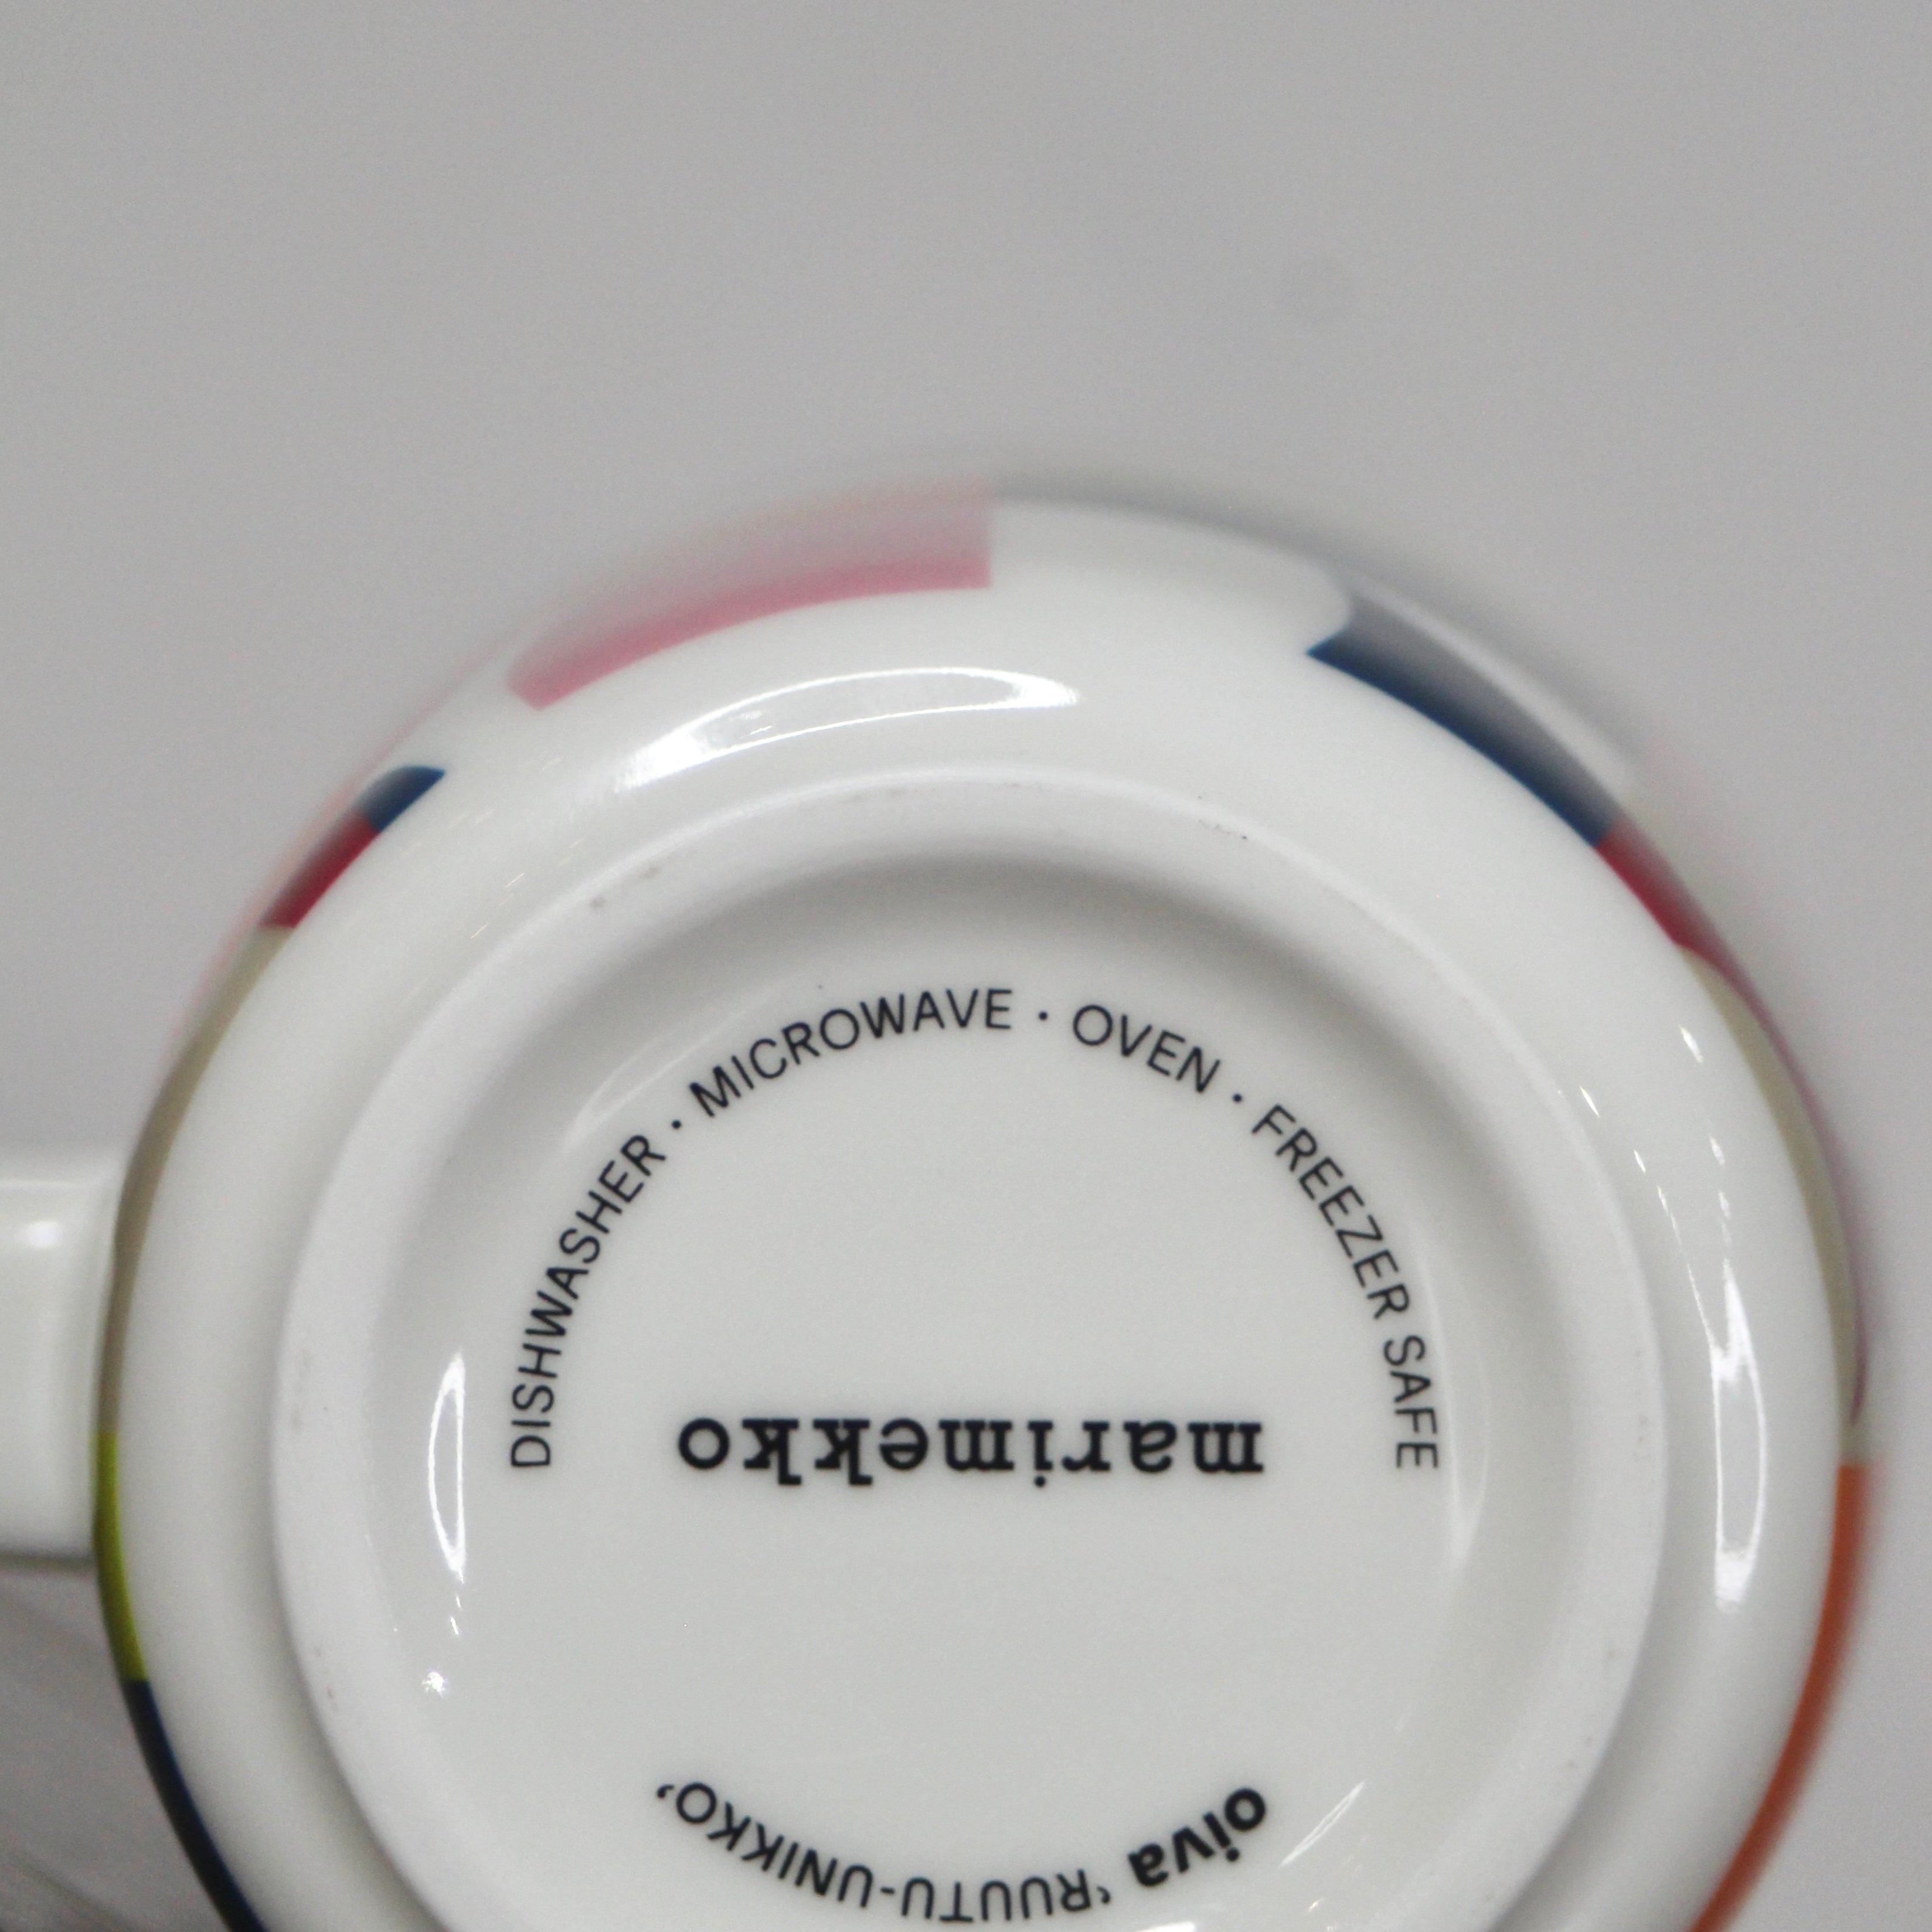 DISHWASHER · MICROWAVE · OVEN · FREEZER SAFE
marimekko
oiva ‘RUUTU-UNIKKO’